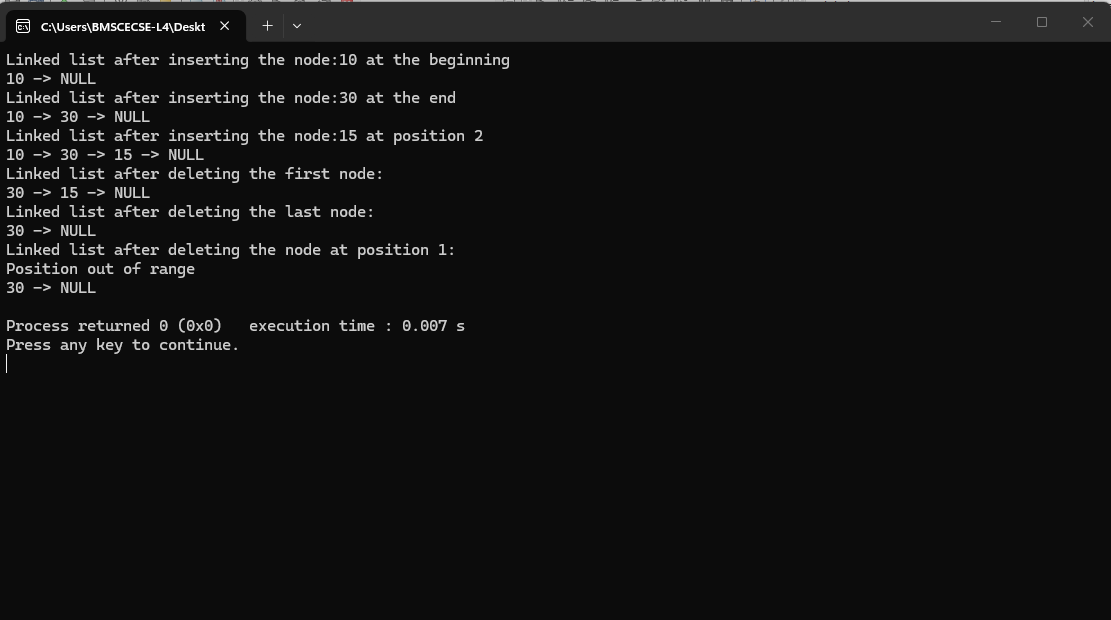 C:\Users\BMSCECSE-L4\Deskt
Linked list after inserting the node:10 at the beginning
10 -> NULL
Linked list after inserting the node:30 at the end
10 -> 30 -> NULL
Linked list after inserting the node:15 at position 2
10 -> 30 -> 15 -> NULL
Linked list after deleting the first node:
30 -> 15 -> NULL
Linked list after deleting the last node:
30 -> NULL
Linked list after deleting the node at position 1:
Position out of range
30 -> NULL
Process returned 0 (0x0)   execution time : 0.007 s
Press any key to continue.